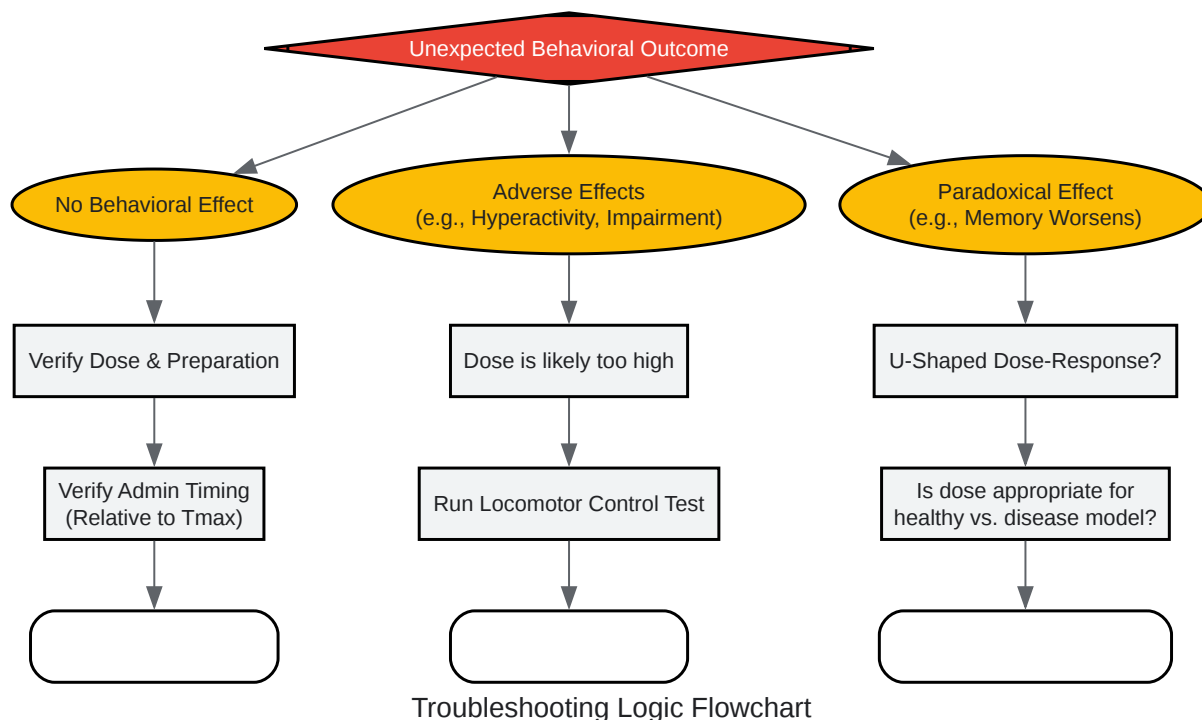 Unexpected Behavioral Outcome
No Behavioral Effect
Adverse Effects
(e.g., Hyperactivity, Impairment)
Paradoxical Effect
(e.g., Memory Worsens)
Verify Dose & Preparation
Dose is likely too high
U-Shaped Dose-Response?
Verify Admin Timing
(Relative to Tmax)
Run Locomotor Control Test
Is dose appropriate for
healthy vs. disease model?
Troubleshooting Logic Flowchart